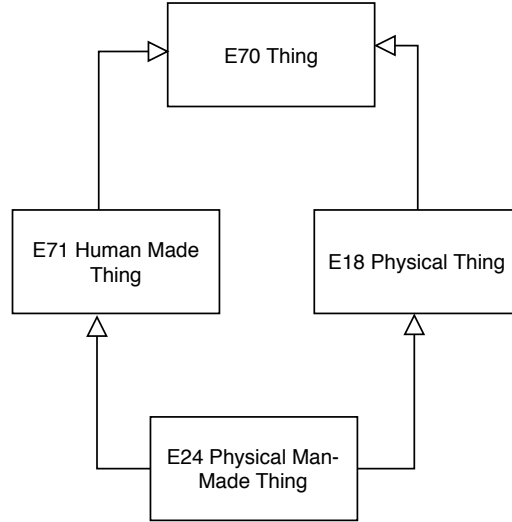 E70 Thing
E71 Human Made
Thing
E18 Physical Thing
E24 Physical Man-
Made Thing